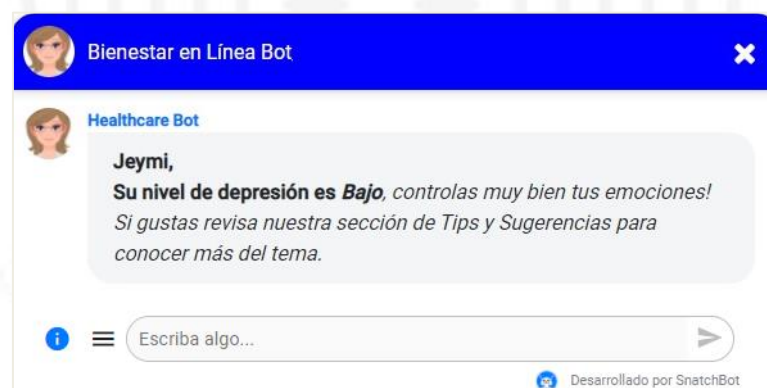 Bienestar en Línea Bot
Healthcare Bot
Jeymi,
Su nivel de depresión es Bajo, controlas muy bien tus emociones!
Si gustas revisa nuestra sección de Tips y Sugerencias para
conocer más del tema.
Escriba algo...
Desarrollado por SnatchBot